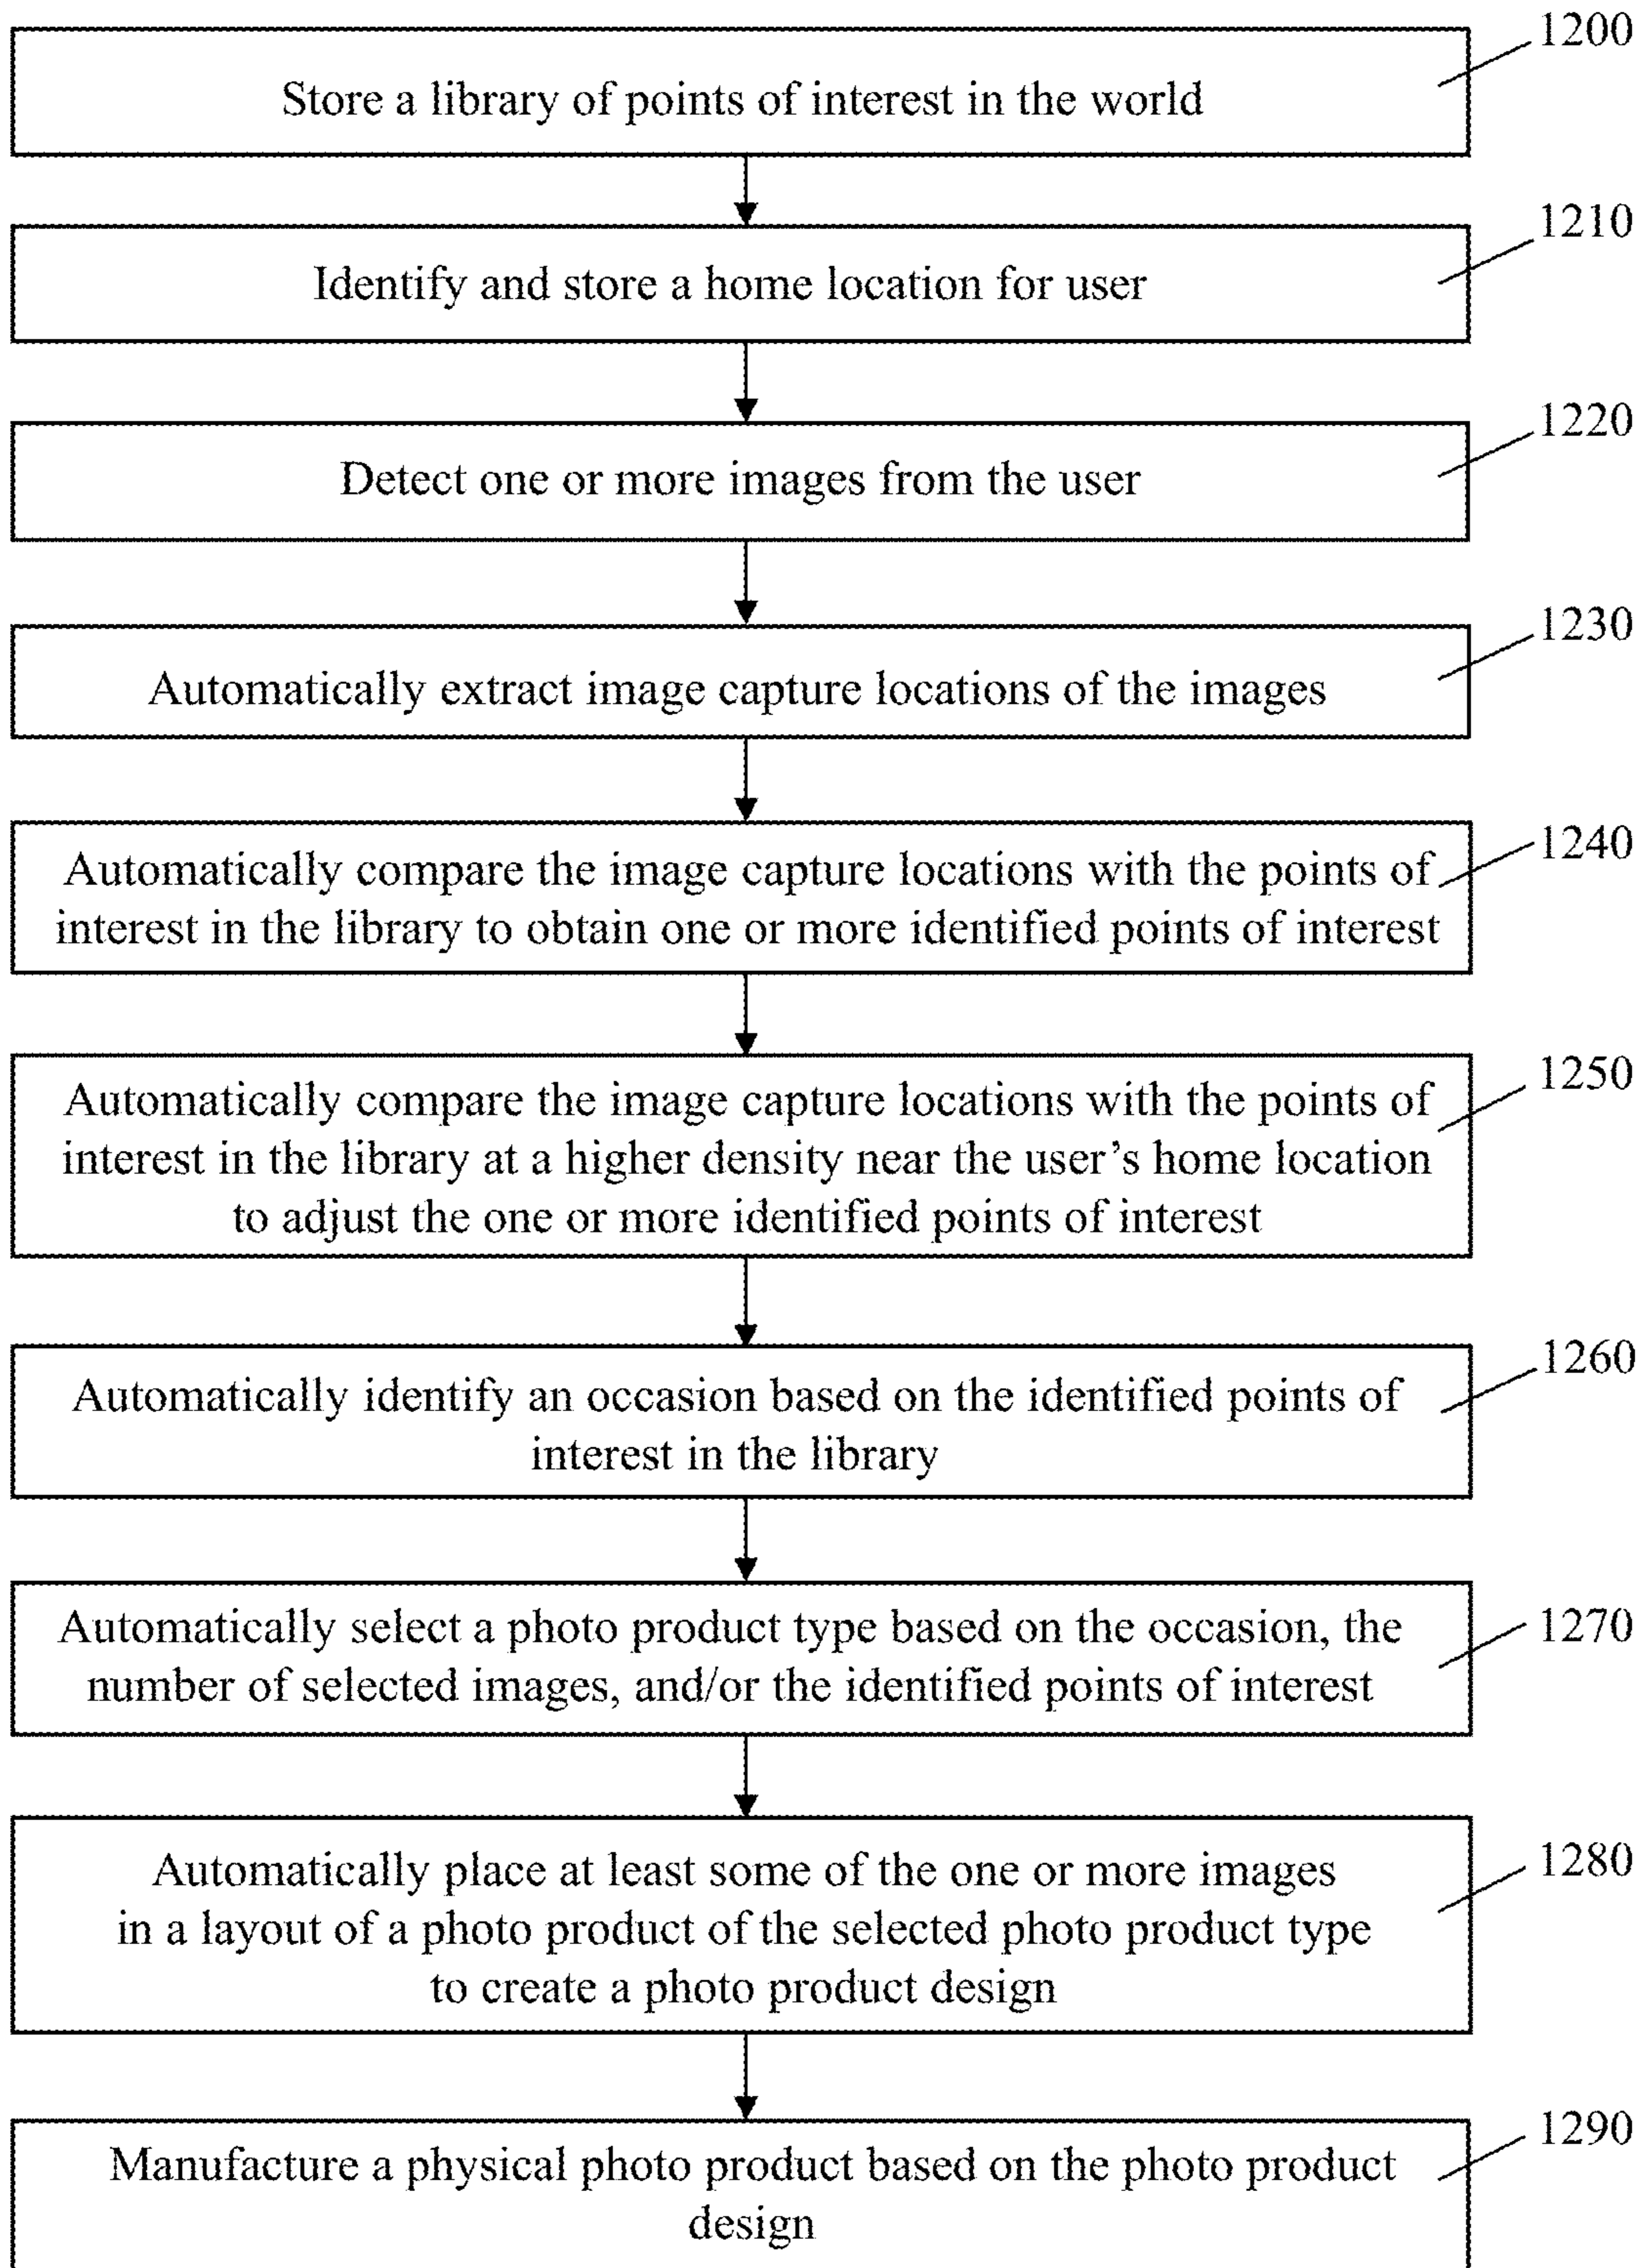 1200
Store a library of points of interest in the world
1210
Identify and store a home location for user
1220
Detect one or more images from the user
1230
Automatically extract image capture locations of the images
1240
Automatically compare the image capture locations with the points of
interest in the library to obtain one or more identified points of interest
1250
Automatically compare the image capture locations with the points of
interest in the library at a higher density near the user's home location
to adjust the one or more identified points of interest
1260
Automatically identify an occasion based on the identified points of
interest in the library
1270
Automatically select a photo product type based on the occasion, the
number of selected images, and/or the identified points of interest
1280
Automatically place at least some of the one or more images
in a layout of a photo product of the selected photo product type
to create a photo product design
1290
Manufacture a physical photo product based on the photo product
design